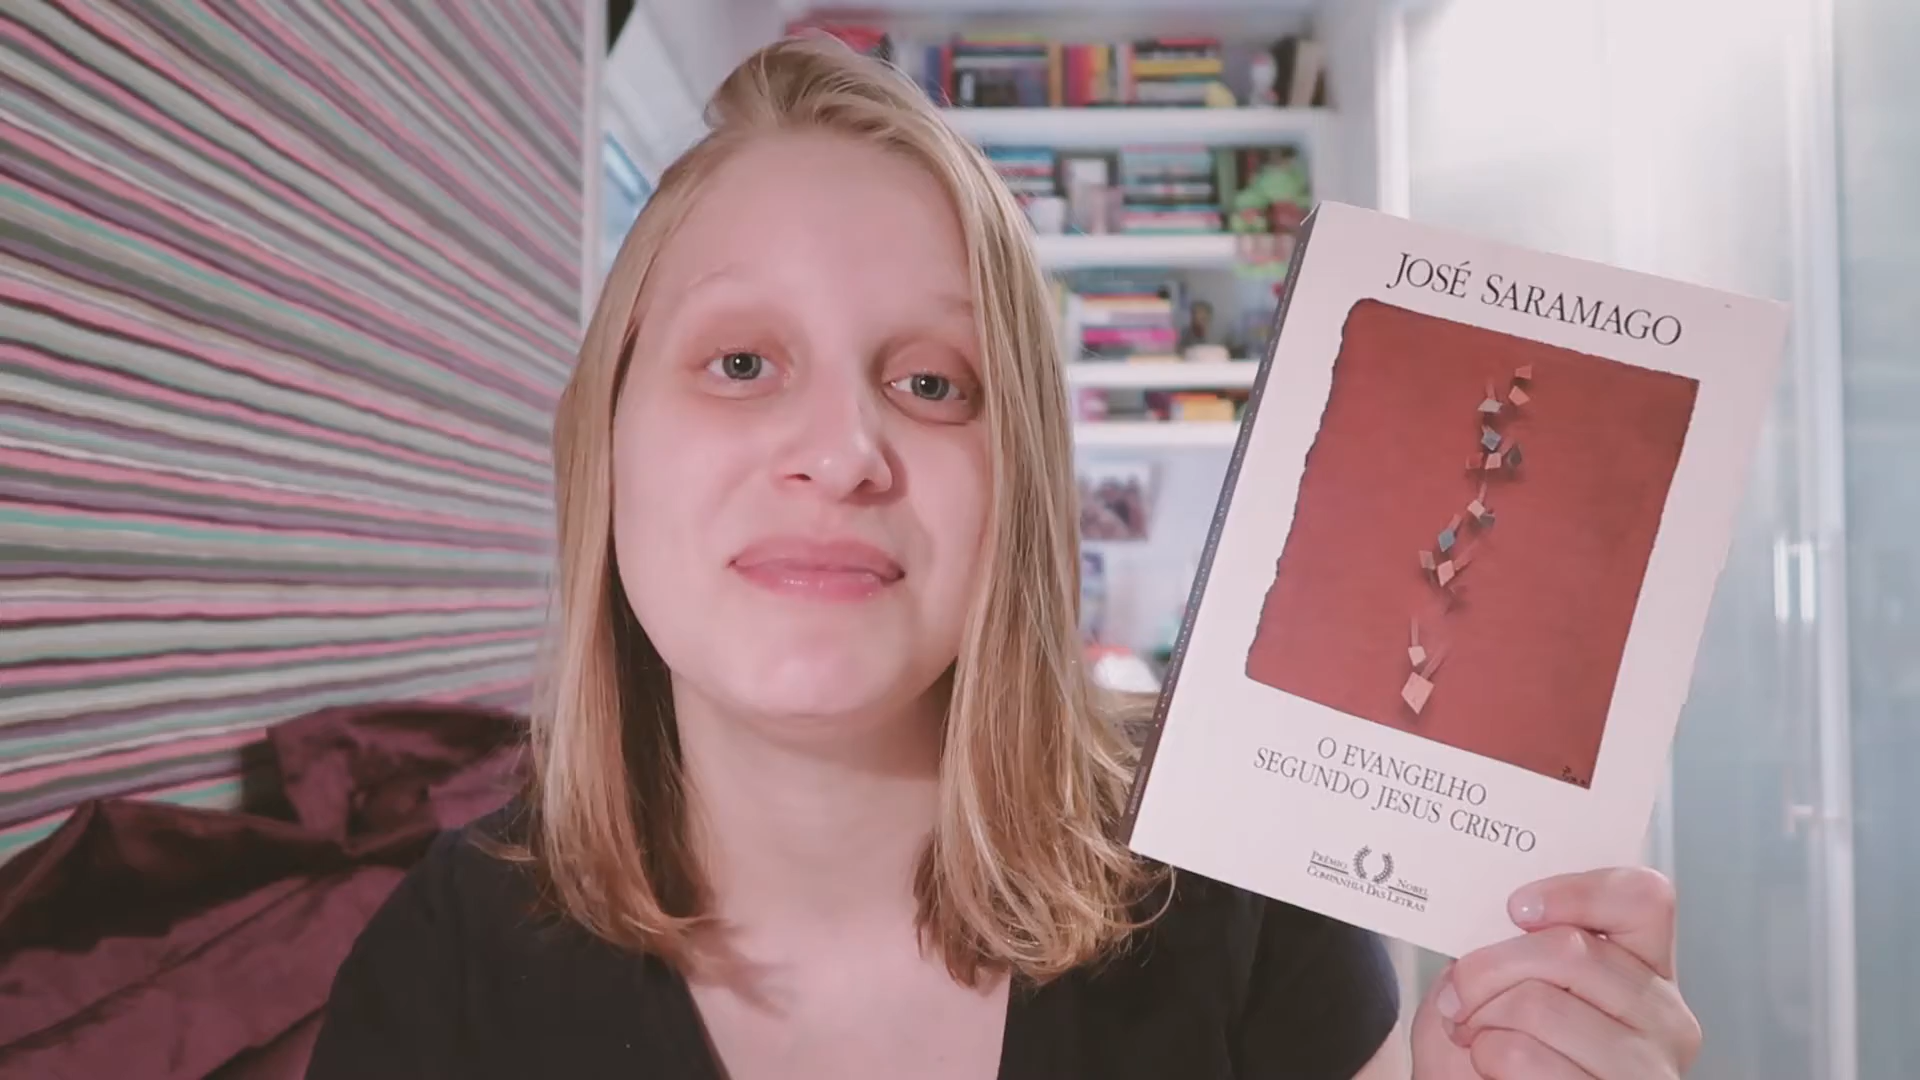 JOSÉ SARAMAGO
O EVANGELHO
SEGUNDO JESUS CRISTO
PRÊMIO NOBEL
COMPANHIA DAS LETRAS